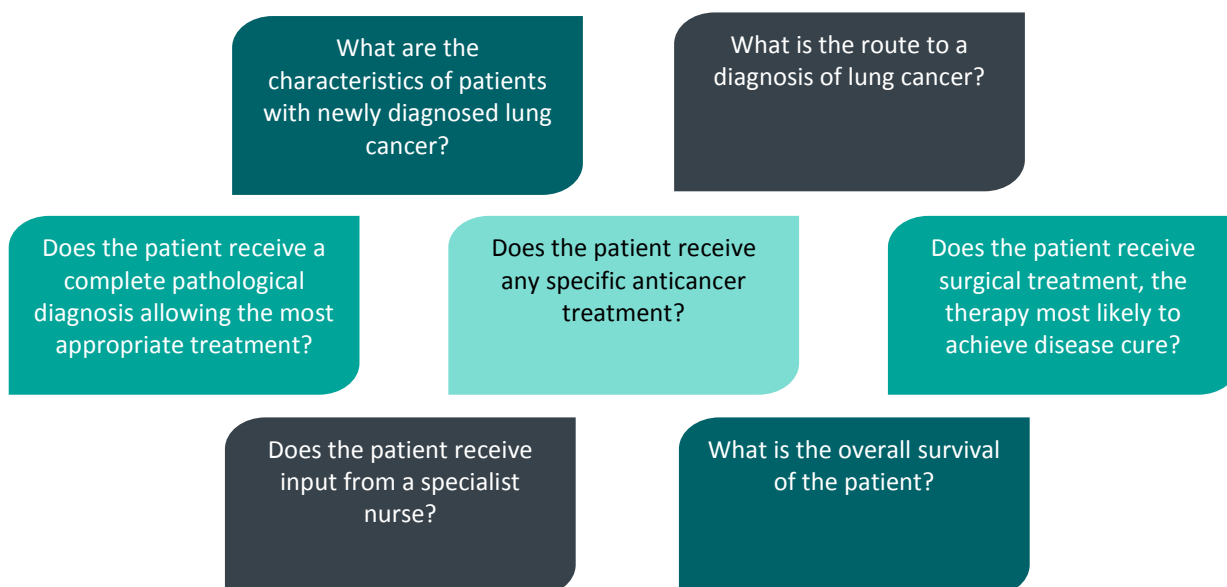 What are the
characteristics of patients
with newly diagnosed lung
cancer?
What is the route to a
diagnosis of lung cancer?
Does the patient receive a
complete pathological
diagnosis allowing the most
appropriate treatment?
Does the patient receive
any specific anticancer
treatment?
Does the patient receive
surgical treatment, the
therapy most likely to
achieve disease cure?
Does the patient receive
input from a specialist
nurse?
What is the overall survival
of the patient?